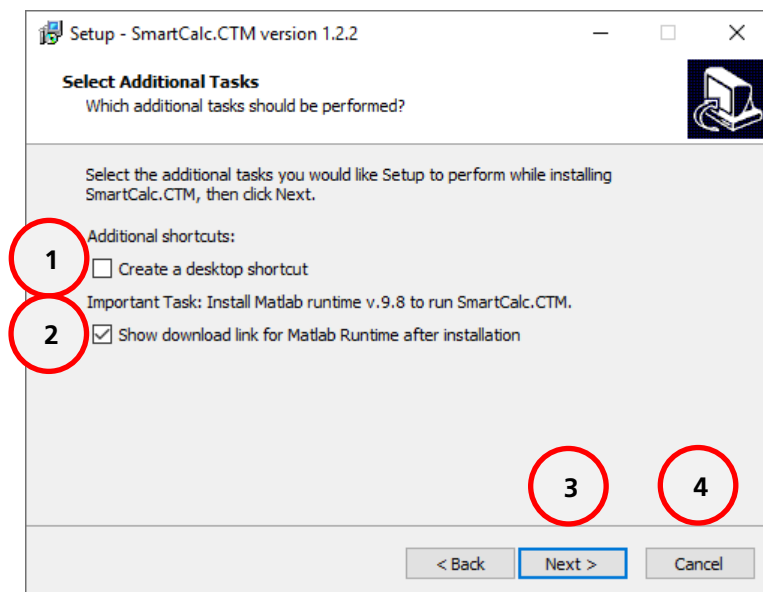 Setup - SmartCalc.CTM version 1.2.2
Select Additional Tasks
Which additional tasks should be performed?
Select the additional tasks you would like Setup to perform while installing
SmartCalc.CTM, then click Next.
Additional shortcuts:
1
Create a desktop shortcut
Important Task: Install Matlab runtime v.9.8 to run SmartCalc.CTM.
2
Show download link for Matlab Runtime after installation
3
4
< Back
Next >
Cancel